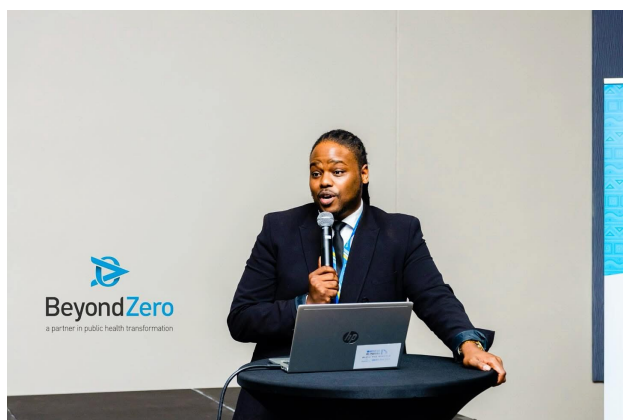 BeyondZero
a partner in public health transformation
hp